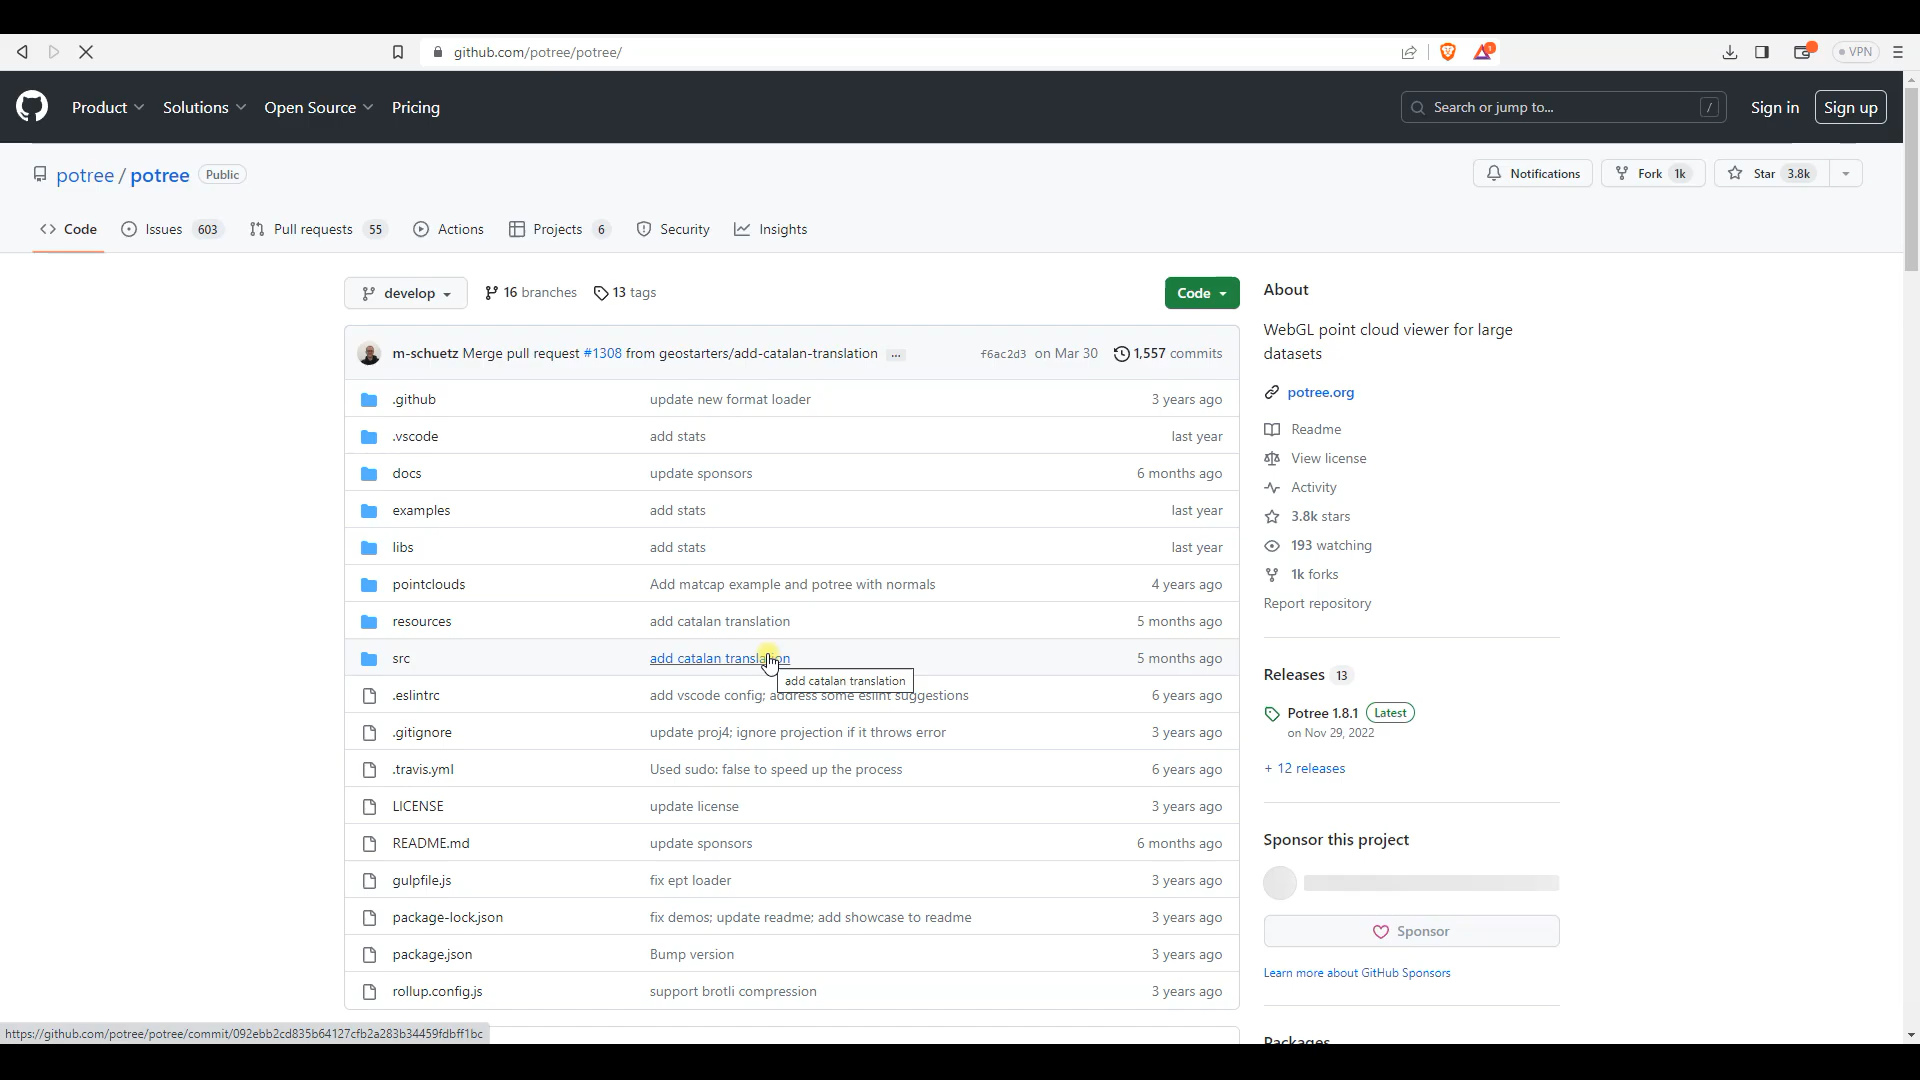 github.com/potree/potree/
1
VPN
Product Solutions Open Source Pricing
Search or jump to... /
Sign in Sign up
potree / potree Public
Notifications Fork 1k Star 3.8k
Code Issues 603 Pull requests 55 Actions Projects 6 Security Insights
develop 16 branches 13 tags Code
m-schuetz Merge pull request #1308 from geostarters/add-catalan-translation ... f6ac2d3 on Mar 30 1,557 commits
.github update new format loader 3 years ago
.vscode add stats last year
docs update sponsors 6 months ago
examples add stats last year
libs add stats last year
pointclouds Add matcap example and potree with normals 4 years ago
resources add catalan translation 5 months ago
src add catalan translation 5 months ago
add catalan translation
.eslintrc add vscode config; address some eslint suggestions 6 years ago
.gitignore update proj4; ignore projection if it throws error 3 years ago
.travis.yml Used sudo: false to speed up the process 6 years ago
LICENSE update license 3 years ago
README.md update sponsors 6 months ago
gulpfile.js fix ept loader 3 years ago
package-lock.json fix demos; update readme; add showcase to readme 3 years ago
package.json Bump version 3 years ago
rollup.config.js support brotli compression 3 years ago
About
WebGL point cloud viewer for large
datasets
potree.org
Readme
View license
Activity
3.8k stars
193 watching
1k forks
Report repository
Releases 13
Potree 1.8.1 Latest
on Nov 29, 2022
+ 12 releases
Sponsor this project
Sponsor
Learn more about GitHub Sponsors
Packages
https://github.com/potree/potree/commit/092ebb2cd835b64127cfb2a283b34459fdbff1bc